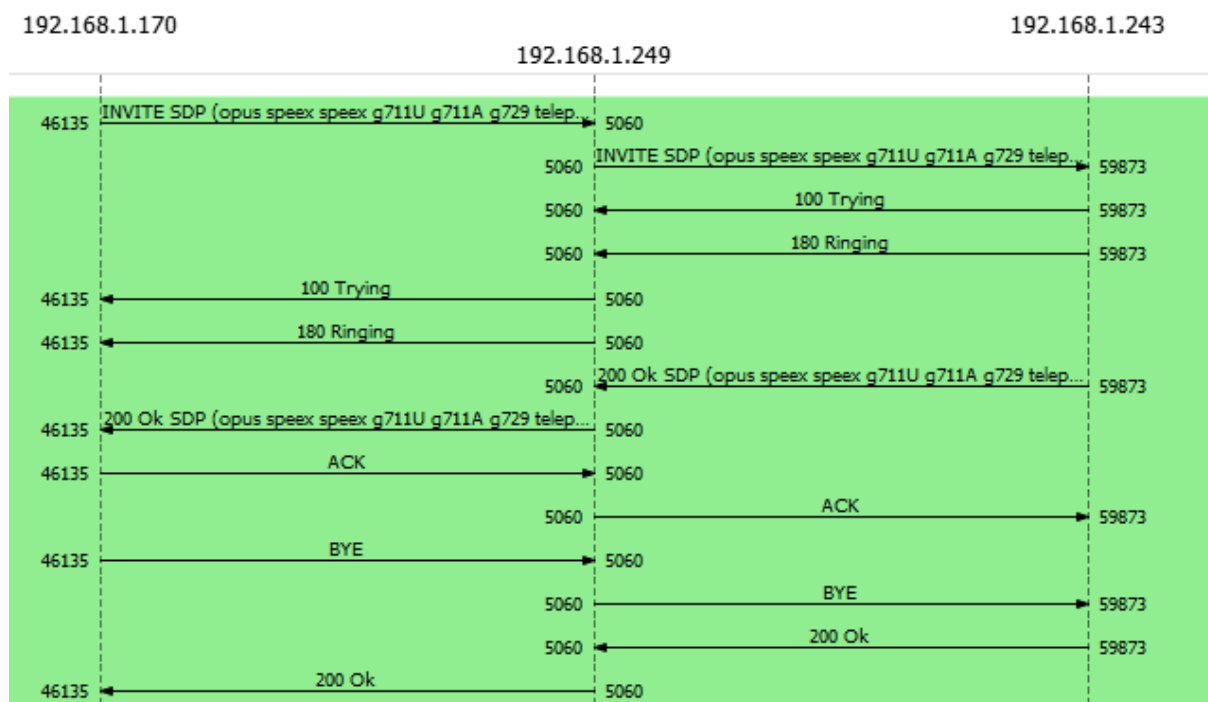 192.168.1.170 192.168.1.243
192.168.1.249
46135 INVITE SDP (opus speex speex g711U g711A g729 telep... 5060
5060 INVITE SDP (opus speex speex g711U g711A g729 telep... 59873
5060 100 Trying 59873
5060 180 Ringing 59873
46135 100 Trying 5060
46135 180 Ringing 5060
5060 200 Ok SDP (opus speex speex g711U g711A g729 telep... 59873
46135 200 Ok SDP (opus speex speex g711U g711A g729 telep... 5060
46135 ACK 5060
5060 ACK 59873
46135 BYE 5060
5060 BYE 59873
5060 200 Ok 59873
46135 200 Ok 5060